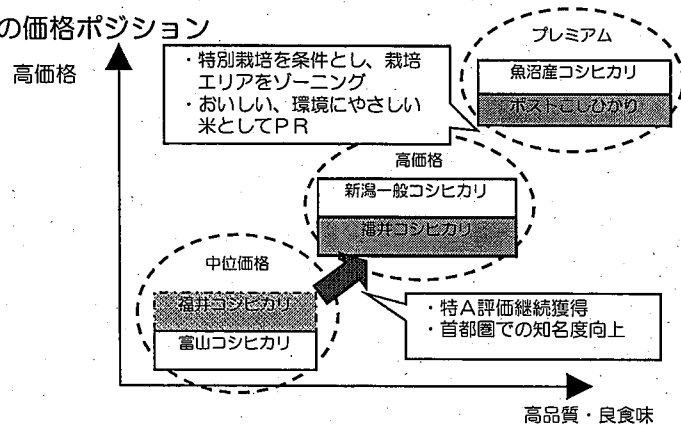 の価格ポジション
高価格
・特別栽培を条件とし、栽培
エリアをゾーニング
・おいしい、環境にやさしい
米としてPR
プレミアム
魚沼産コシヒカリ
ポストこしひかり
高価格
新潟一般コシヒカリ
福井コシヒカリ
中位価格
福井コシヒカリ
富山コシヒカリ
・特A評価継続獲得
・首都圏での知名度向上
高品質・良食味